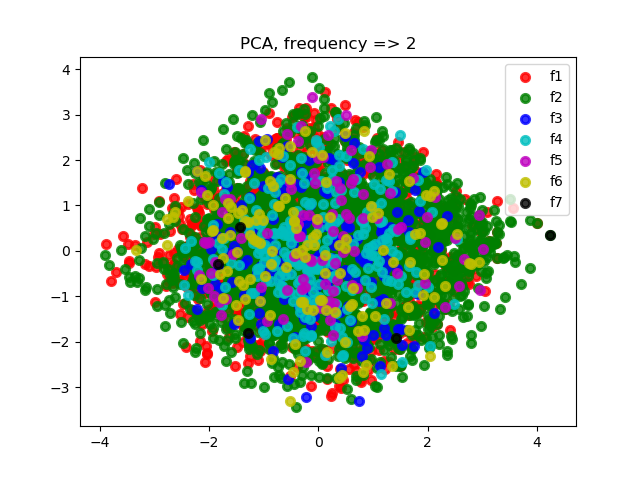 PCA, frequency => 2
4
3
2
1
0
−1
−2
−3
−4
−2
0
2
4
f1
f2
f3
f4
f5
f6
f7